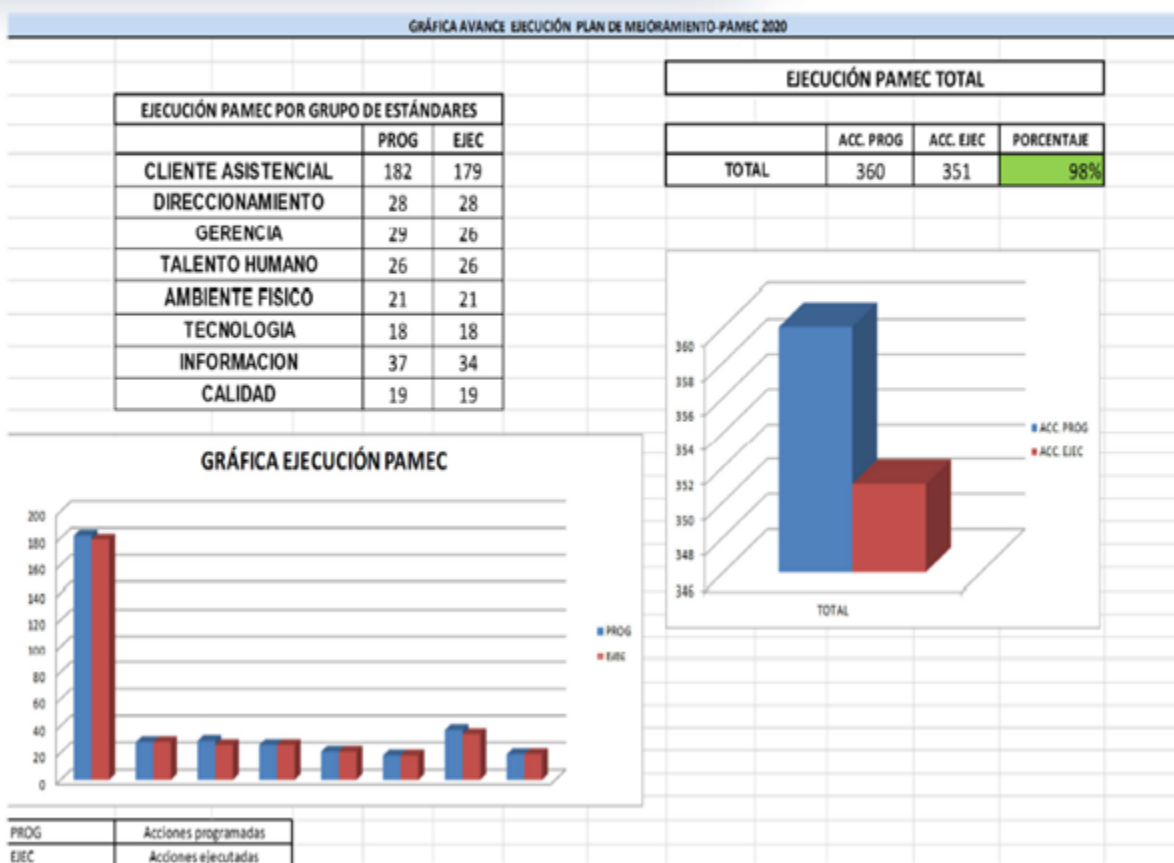 GRÁFICA AVANCE EJECUCIÓN PLAN DE MEJORAMIENTO-PAMEC 2020
EJECUCIÓN PAMEC TOTAL
ACC. PROG ACC. EJEC PORCENTAJE
TOTAL 360 351 98%
EJECUCIÓN PAMEC POR GRUPO DE ESTÁNDARES
PROG EJEC
CLIENTE ASISTENCIAL 182 179
DIRECCIONAMIENTO 28 28
GERENCIA 29 26
TALENTO HUMANO 26 26
AMBIENTE FISICO 21 21
TECNOLOGIA 18 18
INFORMACION 37 34
CALIDAD 19 19
360
358
356
354
352
350
348
346
TOTAL
ACC. PROG
ACC. EJEC
GRÁFICA EJECUCIÓN PAMEC
200
180
160
140
120
100
80
60
40
20
0
PROG
EJEC
PROG Acciones programadas
EJEC Acciones ejecutadas